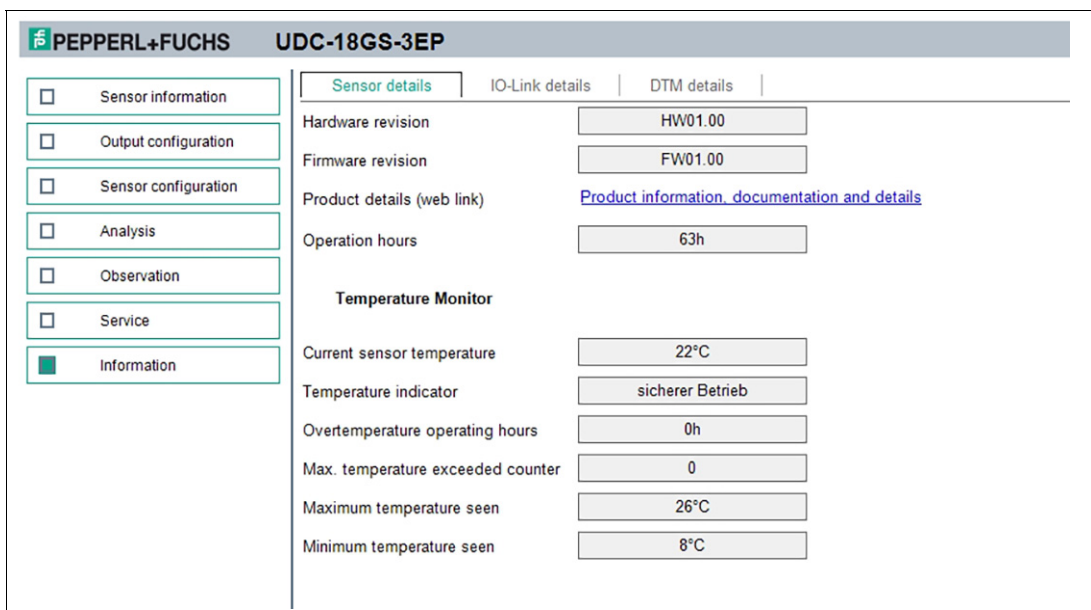 PEPPERL+FUCHS UDC-18GS-3EP
Sensor information
Output configuration
Sensor configuration
Analysis
Observation
Service
Information
Sensor details IO-Link details DTM details
Hardware revision HW01.00
Firmware revision FW01.00
Product details (web link) Product information, documentation and details
Operation hours 63h
Temperature Monitor
Current sensor temperature 22°C
Temperature indicator sicherer Betrieb
Overtemperature operating hours 0h
Max. temperature exceeded counter 0
Maximum temperature seen 26°C
Minimum temperature seen 8°C